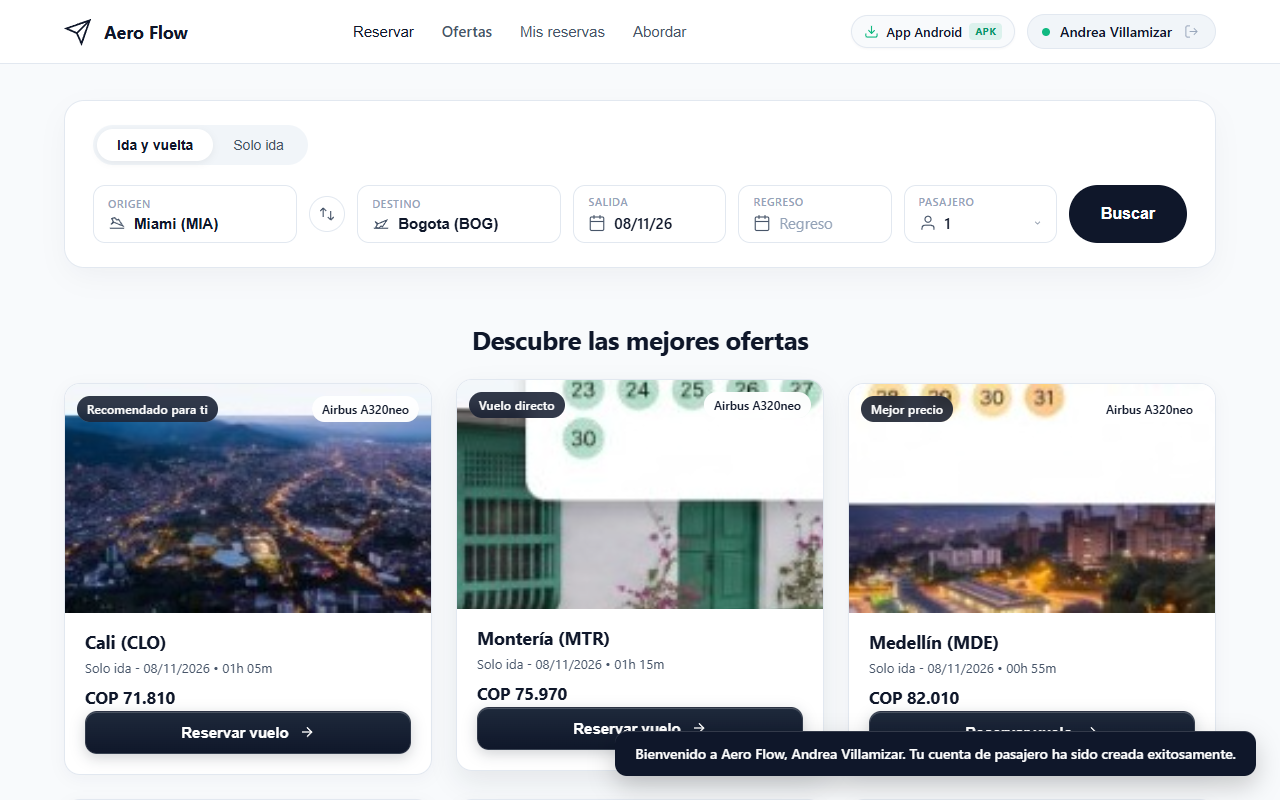 Aero Flow
Reservar
Ofertas
Mis reservas
Abordar
App Android APK
Andrea Villamizar
Ida y vuelta
Solo ida
ORIGEN
Miami (MIA)
DESTINO
Bogota (BOG)
SALIDA
08/11/26
REGRESO
Regreso
PASAJERO
1
Buscar
Descubre las mejores ofertas
Recomendado para ti
Airbus A320neo
Cali (CLO)
Solo ida - 08/11/2026 • 01h 05m
COP 71.810
Reservar vuelo
23 24 25 26 27
30
Vuelo directo
Airbus A320neo
Montería (MTR)
Solo ida - 08/11/2026 • 01h 15m
COP 75.970
Reservar vuelo
30 31
Mejor precio
Airbus A320neo
Medellín (MDE)
Solo ida - 08/11/2026 • 00h 55m
COP 82.010
Reservar vuelo
Bienvenido a Aero Flow, Andrea Villamizar. Tu cuenta de pasajero ha sido creada exitosamente.